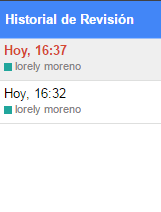 Historial de Revisión
Hoy, 16:37
lorely moreno
Hoy, 16:32
lorely moreno